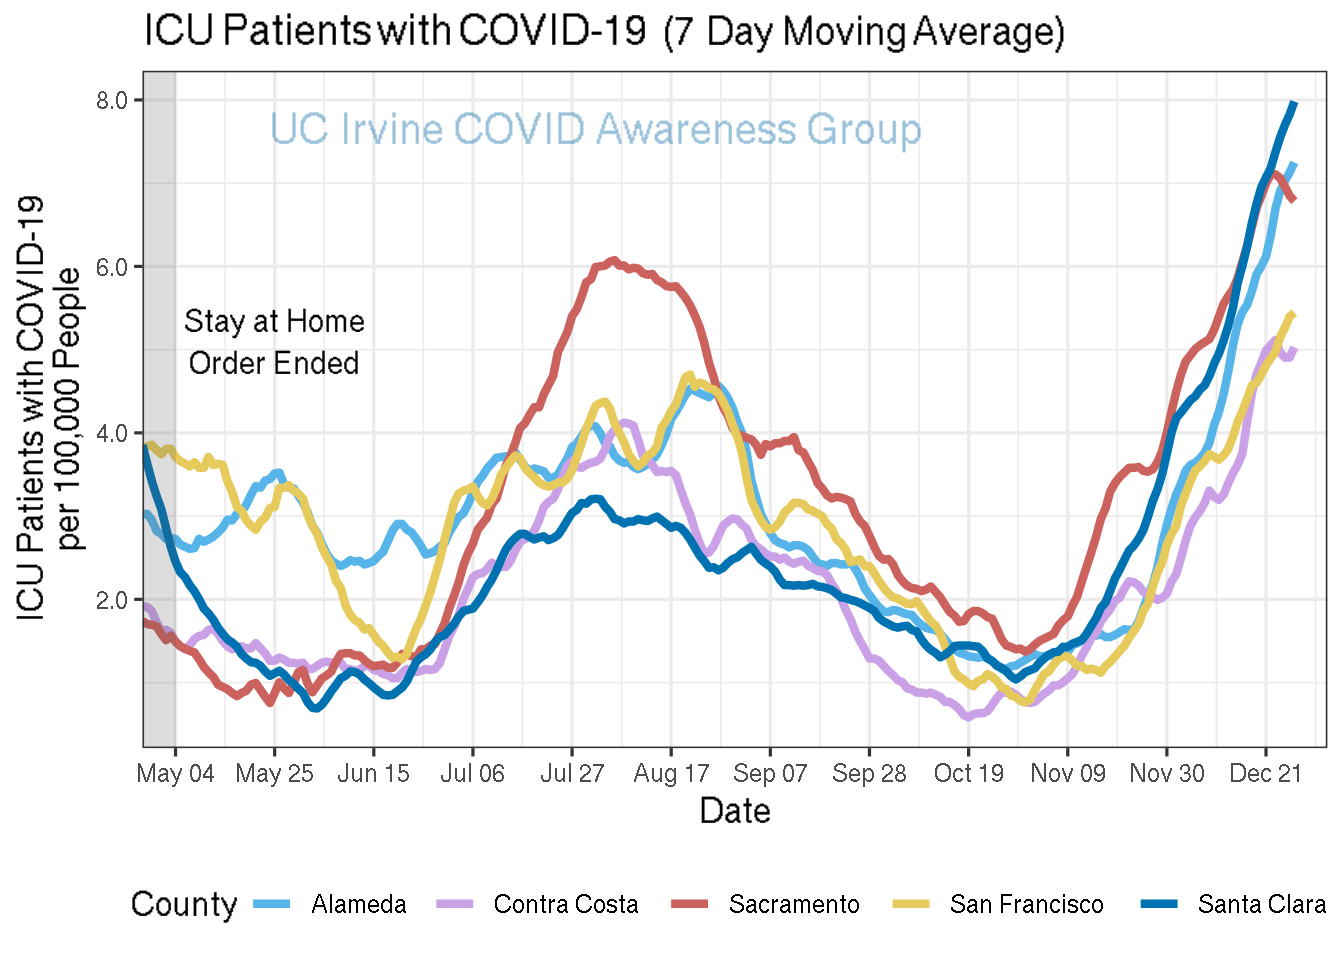 ICU Patients with COVID-19 (7 Day Moving Average)
UC Irvine COVID Awareness Group
Stay at Home
Order Ended
ICU Patients with COVID-19
per 100,000 People
8.0
6.0
4.0
2.0
May 04 May 25 Jun 15 Jul 06 Jul 27 Aug 17 Sep 07 Sep 28 Oct 19 Nov 09 Nov 30 Dec 21
Date
County Alameda Contra Costa Sacramento San Francisco Santa Clara